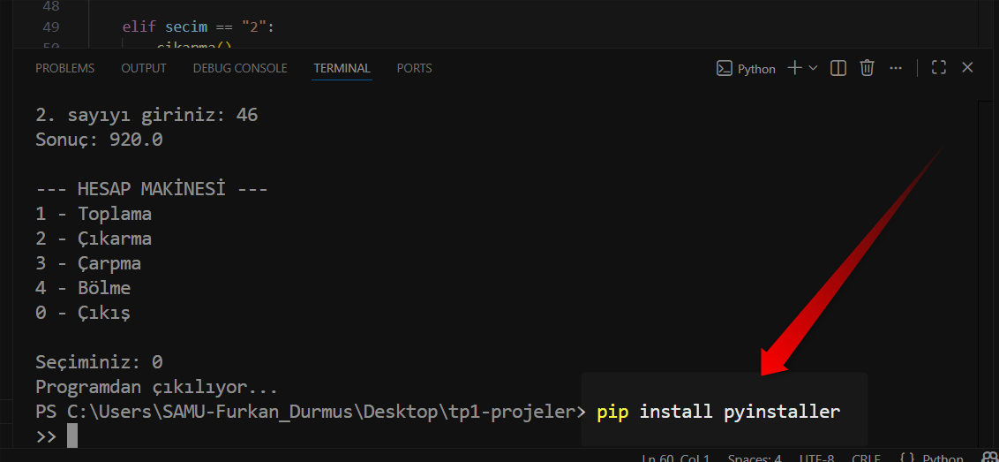 48
49 elif secim == "2":
50 cikarma()
PROBLEMS OUTPUT DEBUG CONSOLE TERMINAL PORTS Python
2. sayıyı giriniz: 46
Sonuç: 920.0
--- HESAP MAKİNESİ ---
1 - Toplama
2 - Çıkarma
3 - Çarpma
4 - Bölme
0 - Çıkış
Seçiminiz: 0
Programdan çıkılıyor...
PS C:\Users\SAMU-Furkan_Durmus\Desktop\tp1-projeler> pip install pyinstaller
>>
Ln 60, Col 1 Spaces: 4 UTF-8 CRLF { } Python